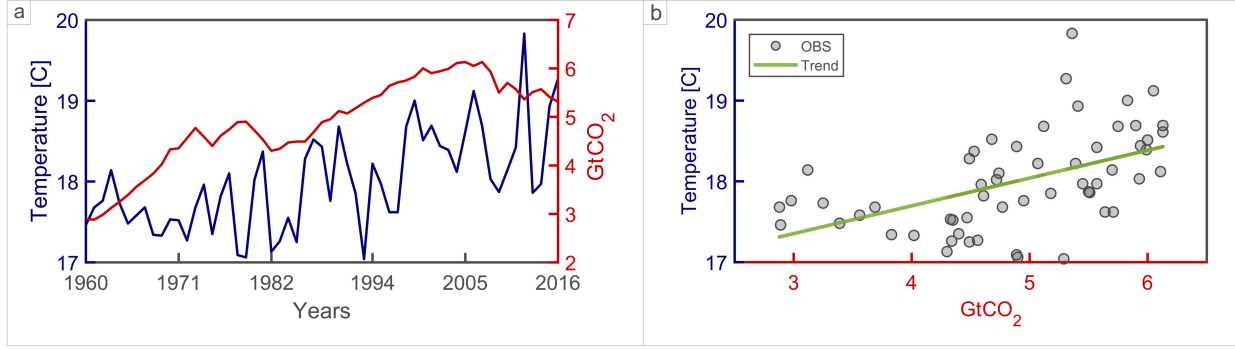 a
20
19
18
17
Temperature [C]
7
6
5
4
3
2
GtCO2
1960 1971 1982 1994 2005 2016
Years
b
20
19
18
17
Temperature [C]
OBS
Trend
3 4 5 6
GtCO2